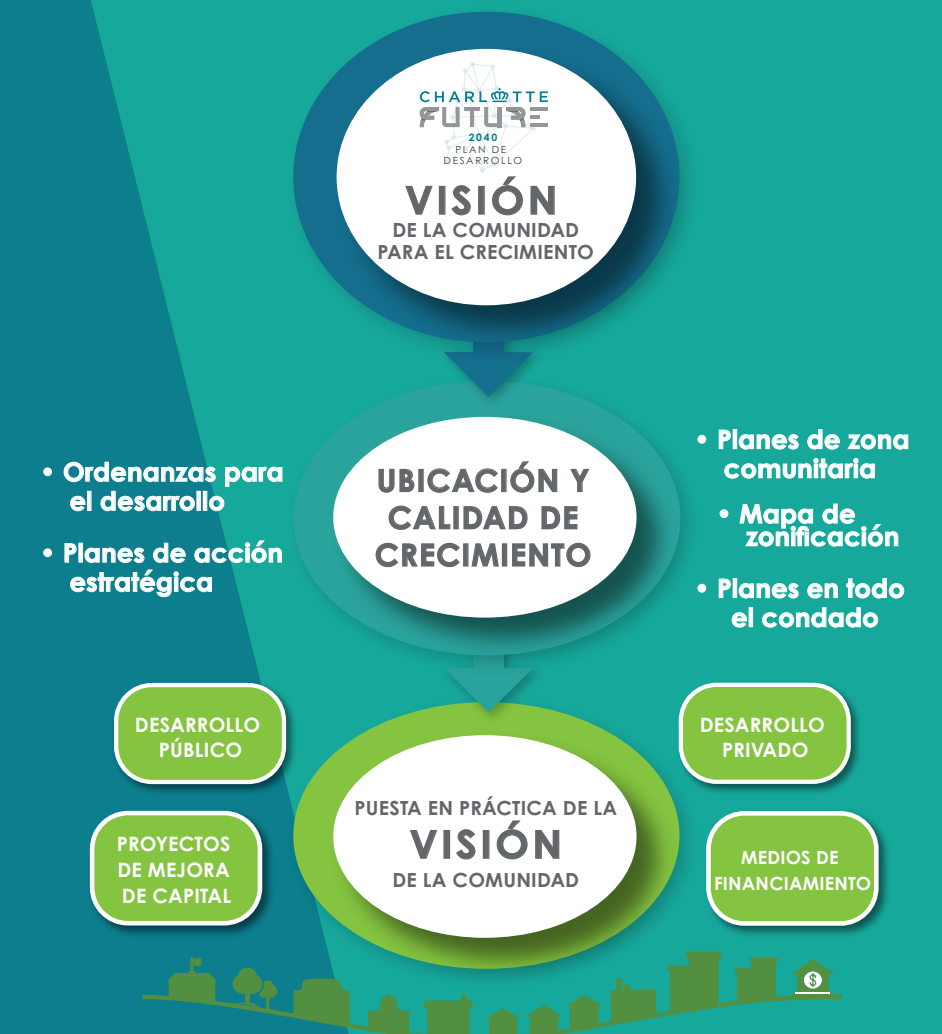 CHARLOTTE
FUTURE
2040
PLAN DE
DESARROLLO
VISIÓN
DE LA COMUNIDAD
PARA EL CRECIMIENTO
• Ordenanzas para
el desarrollo
• Planes de acción
estratégica
UBICACIÓN Y
CALIDAD DE
CRECIMIENTO
• Planes de zona
comunitaria
• Mapa de
zonificación
• Planes en todo
el condado
DESARROLLO
PÚBLICO
PROYECTOS
DE MEJORA
DE CAPITAL
PUESTA EN PRÁCTICA DE LA
VISIÓN
DE LA COMUNIDAD
DESARROLLO
PRIVADO
MEDIOS DE
FINANCIAMIENTO
$